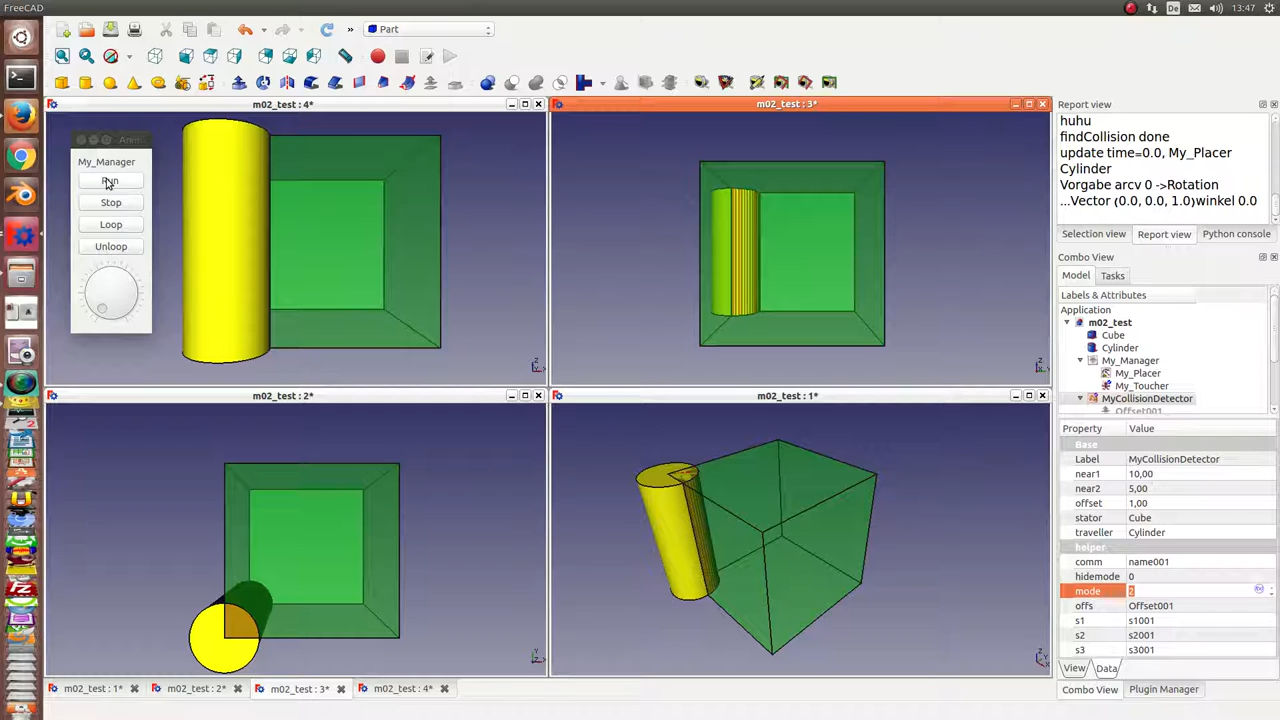 FreeCAD
De
13:47
Part
m02_test : 4*
m02_test : 3*
My_Manager
Run
Stop
Loop
Unloop
m02_test : 2*
m02_test : 1*
m02_test : 1*
m02_test : 2*
m02_test : 3*
m02_test : 4*
Report view
huhu
findCollision done
update time=0.0, My_Placer
Cylinder
Vorgabe arcv 0 ->Rotation
...Vector (0.0, 0.0, 1.0)winkel 0.0
Selection view
Report view
Python console
Combo View
Model
Tasks
Labels & Attributes
Application
m02_test
Cube
Cylinder
My_Manager
My_Placer
My_Toucher
MyCollisionDetector
Offset001
Property Value
Base
Label MyCollisionDetector
near1 10,00
near2 5,00
offset 1,00
stator Cube
traveller Cylinder
helper
comm name001
hidemode 0
mode 2
offs Offset001
s1 s1001
s2 s2001
s3 s3001
View
Data
Combo View
Plugin Manager